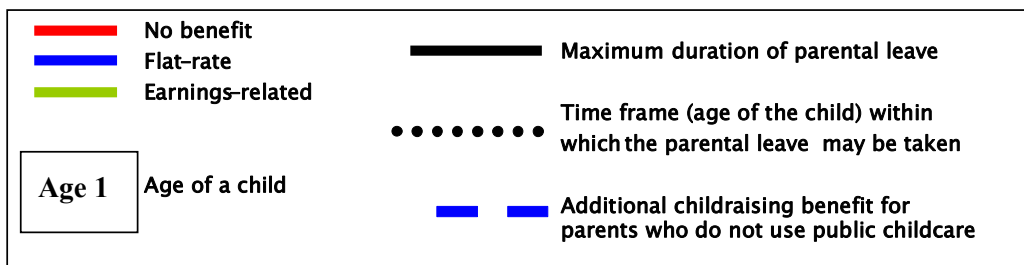 No benefit
Flat-rate
Earnings-related
Age 1
Age of a child
Maximum duration of parental leave
Time frame (age of the child) within
which the parental leave may be taken
Additional childraising benefit for
parents who do not use public childcare